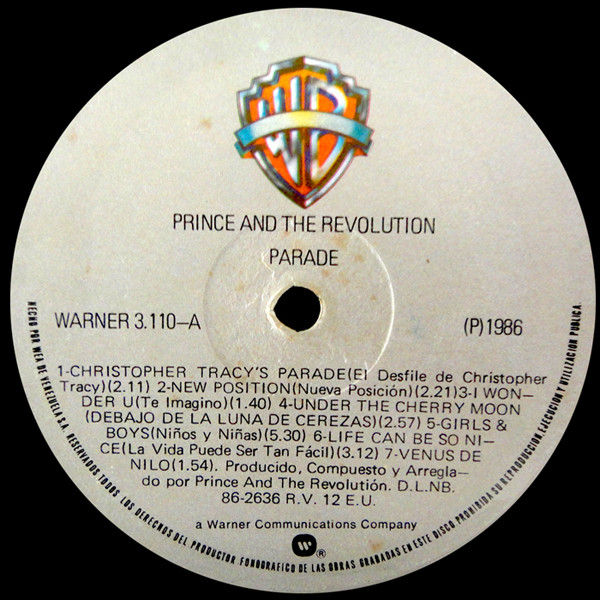 WB
PRINCE AND THE REVOLUTION
PARADE
WARNER 3.110–A
(P)1986
1-CHRISTOPHER TRACY'S PARADE(El Desfile de Christopher
Tracy)(2.11) 2-NEW POSITION(Nueva Posición)(2.21)3-I WON–
DER U(Te Imagino)(1.40) 4-UNDER THE CHERRY MOON
(DEBAJO DE LA LUNA DE CEREZAS)(2.57) 5-GIRLS &
BOYS(Niños y Niñas)(5.30) 6-LIFE CAN BE SO NI–
CE(La Vida Puede Ser Tan Fácil)(3.12) 7-VENUS DE
NILO(1.54). Producido, Compuesto y Arregla–
do por Prince And The Revolutión. D.L.NB.
86-2636 R.V. 12 E.U.
a Warner Communications Company
®
HECHO POR WEA DE VENEZUELA S.A. RESERVADOS TODOS LOS DERECHOS DEL PRODUCTOR FONOGRAFICO DE LAS OBRAS GRABADAS EN ESTE DISCO PROHIBIDA SU REPRODUCCION, EJECUCION Y UTILIZACION PUBLICA.